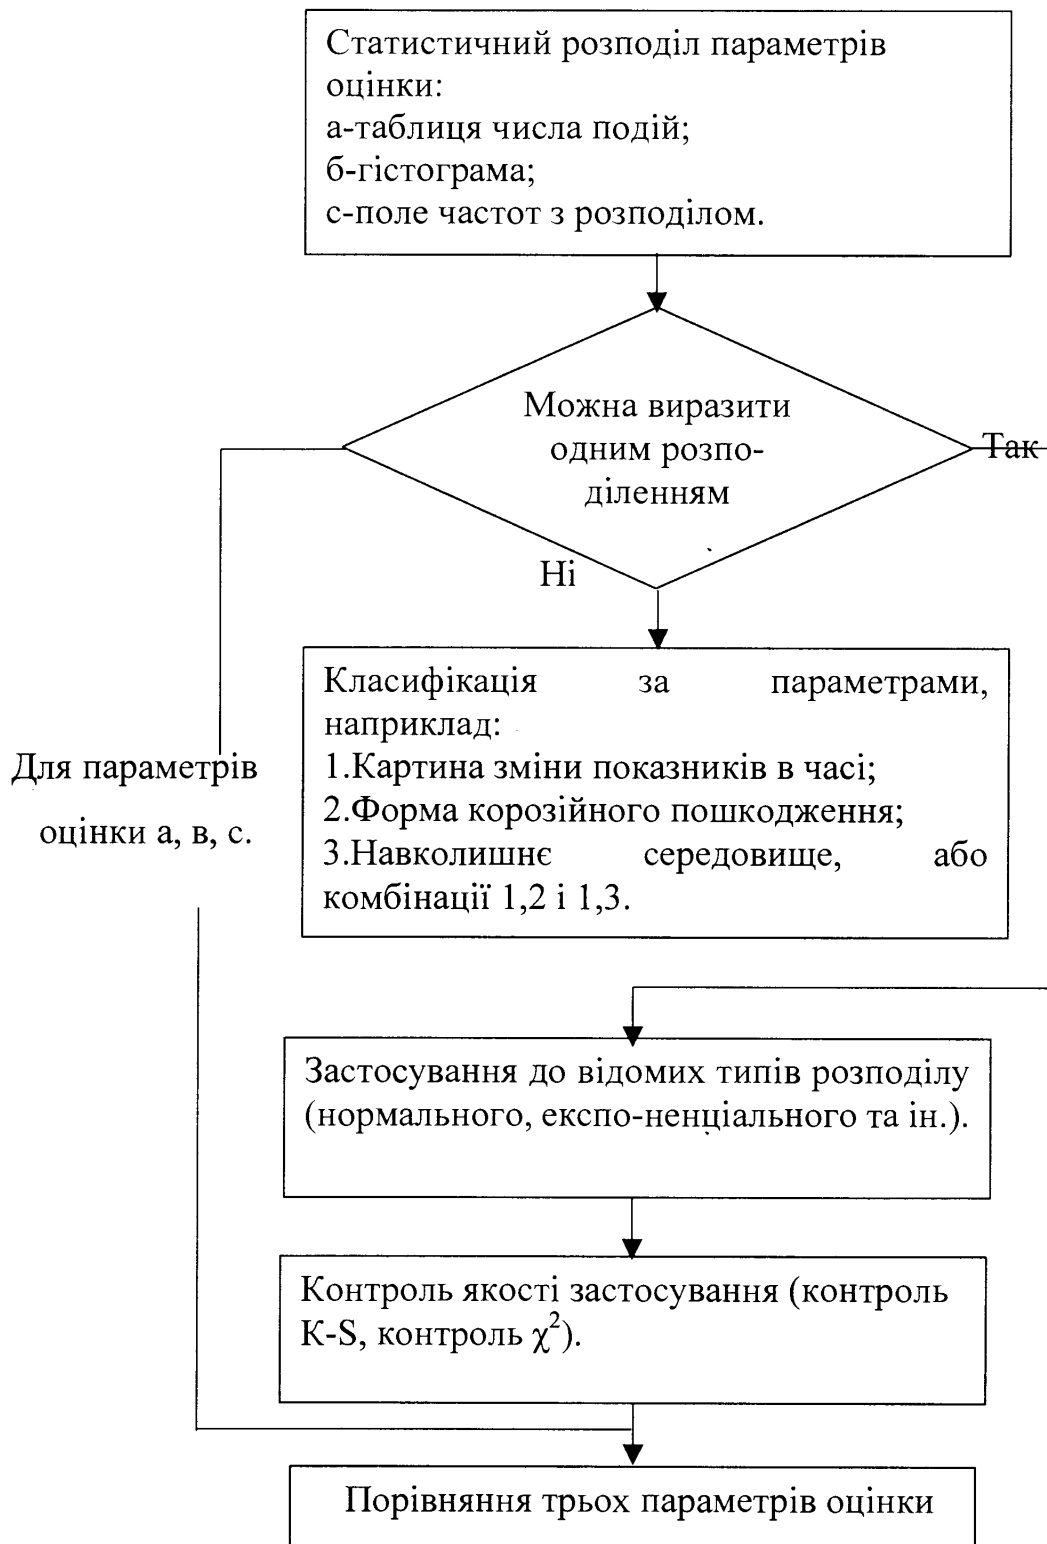 Статистичний розподіл параметрів
оцінки:
а-таблиця числа подій;
б-гістограма;
с-поле частот з розподілом.
Можна виразити
одним розпо-
діленням
Так
Ні
Класифікація за параметрами,
наприклад:
1.Картина зміни показників в часі;
2.Форма корозійного пошкодження;
3.Навколишнє середовище, або
комбінації 1,2 і 1,3.
Для параметрів
оцінки а, в, с.
Застосування до відомих типів розподілу
(нормального, експо-ненціального та ін.).
Контроль якості застосування (контроль
K-S, контроль χ²).
Порівняння трьох параметрів оцінки